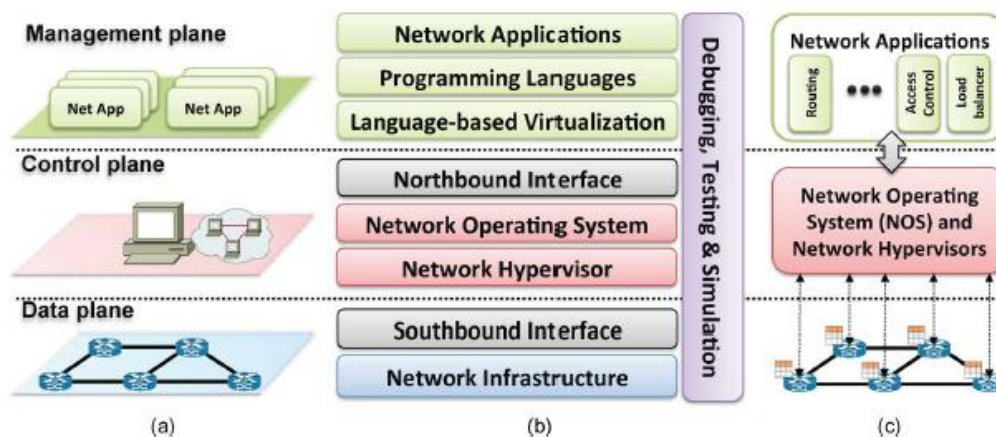 Management plane
Net App
Net App
Control plane
Data plane
(a)
Network Applications
Programming Languages
Language-based Virtualization
Northbound Interface
Network Operating System
Network Hypervisor
Southbound Interface
Network Infrastructure
Debugging, Testing & Simulation
(b)
Network Applications
Routing
Access
Control
Load
balancer
Network Operating
System (NOS) and
Network Hypervisors
(c)